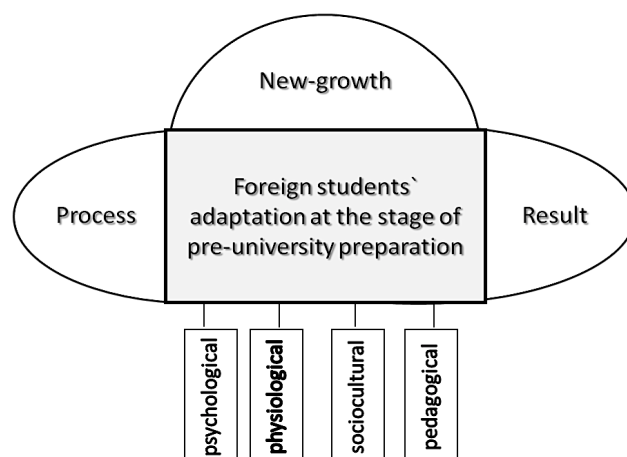 New-growth
Process
Foreign students`
adaptation at the stage of
pre-university preparation
Result
psychological
physiological
sociocultural
pedagogical